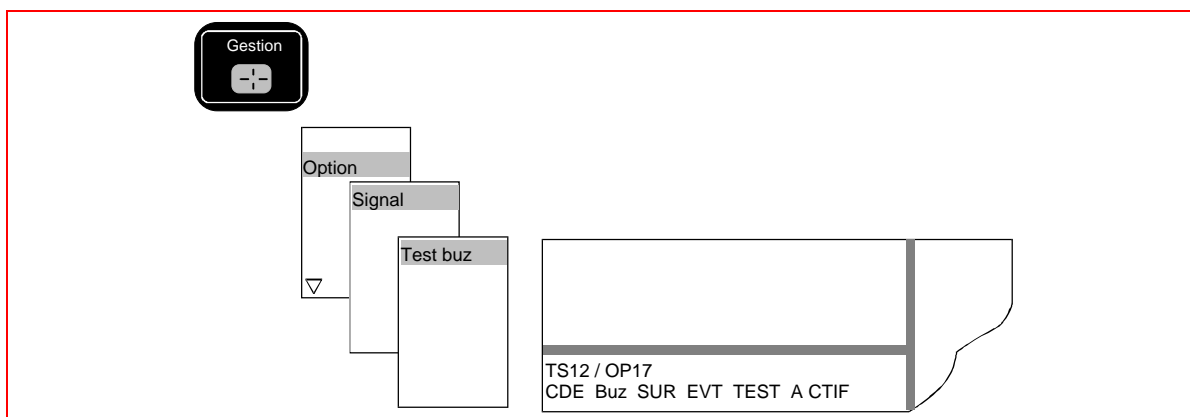 Gestion
Option
Signal
Test buz
TS12 / OP17
CDE Buz SUR EVT TEST A CTIF